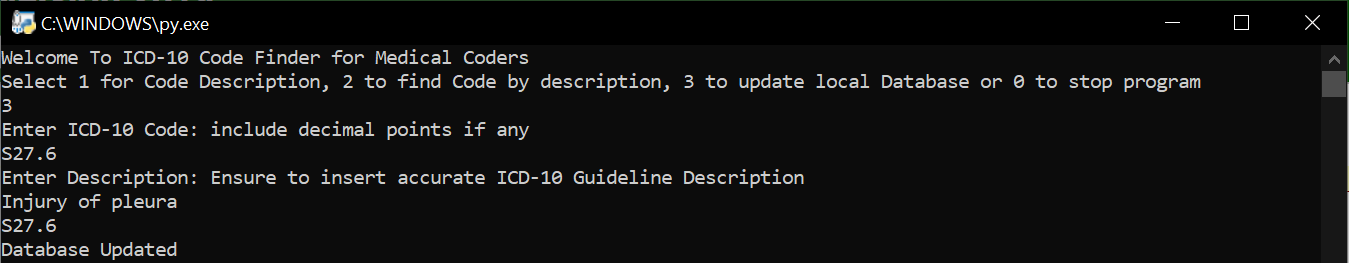 C:\WINDOWS\py.exe
Welcome To ICD-10 Code Finder for Medical Coders
Select 1 for Code Description, 2 to find Code by description, 3 to update local Database or 0 to stop program
3
Enter ICD-10 Code: include decimal points if any
S27.6
Enter Description: Ensure to insert accurate ICD-10 Guideline Description
Injury of pleura
S27.6
Database Updated